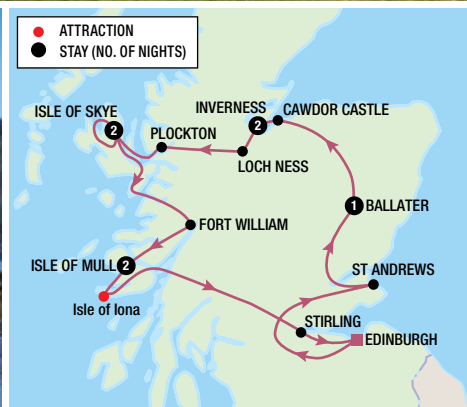 ATTRACTION
STAY (NO. OF NIGHTS)
ISLE OF SKYE
2
INVERNESS
2
CAWDOR CASTLE
PLOCKTON
LOCH NESS
1
BALLATER
FORT WILLIAM
ISLE OF MULL
2
ST ANDREWS
Isle of Iona
STIRLING
EDINBURGH